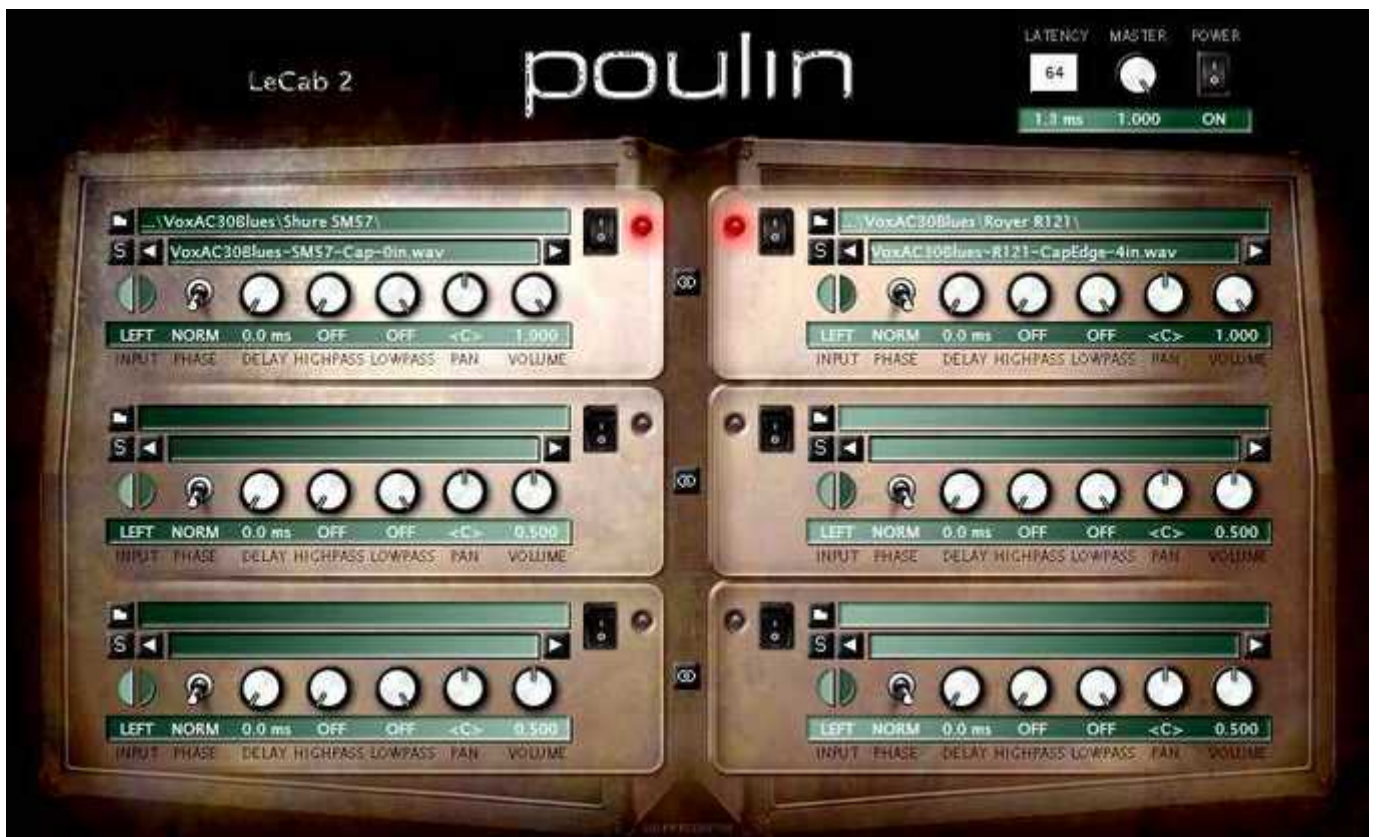 LATENCY MASTER POWER
LeCab 2 poulin 64
1.3 ms 1.000 ON
...\VoxAC30Blues\Shure SM57\
S VoxAC30Blues-SM57-Cap-0in.wav
LEFT NORM 0.0 ms OFF OFF <C> 1.000
INPUT PHASE DELAY HIGHPASS LOWPASS PAN VOLUME
...\VoxAC30Blues\Royer R121\
S VoxAC30Blues-R121-CapEdge-4in.wav
LEFT NORM 0.0 ms OFF OFF <C> 1.000
INPUT PHASE DELAY HIGHPASS LOWPASS PAN VOLUME
S
LEFT NORM 0.0 ms OFF OFF <C> 0.500
INPUT PHASE DELAY HIGHPASS LOWPASS PAN VOLUME
S
LEFT NORM 0.0 ms OFF OFF <C> 0.500
INPUT PHASE DELAY HIGHPASS LOWPASS PAN VOLUME
S
LEFT NORM 0.0 ms OFF OFF <C> 0.500
INPUT PHASE DELAY HIGHPASS LOWPASS PAN VOLUME
S
LEFT NORM 0.0 ms OFF OFF <C> 0.500
INPUT PHASE DELAY HIGHPASS LOWPASS PAN VOLUME